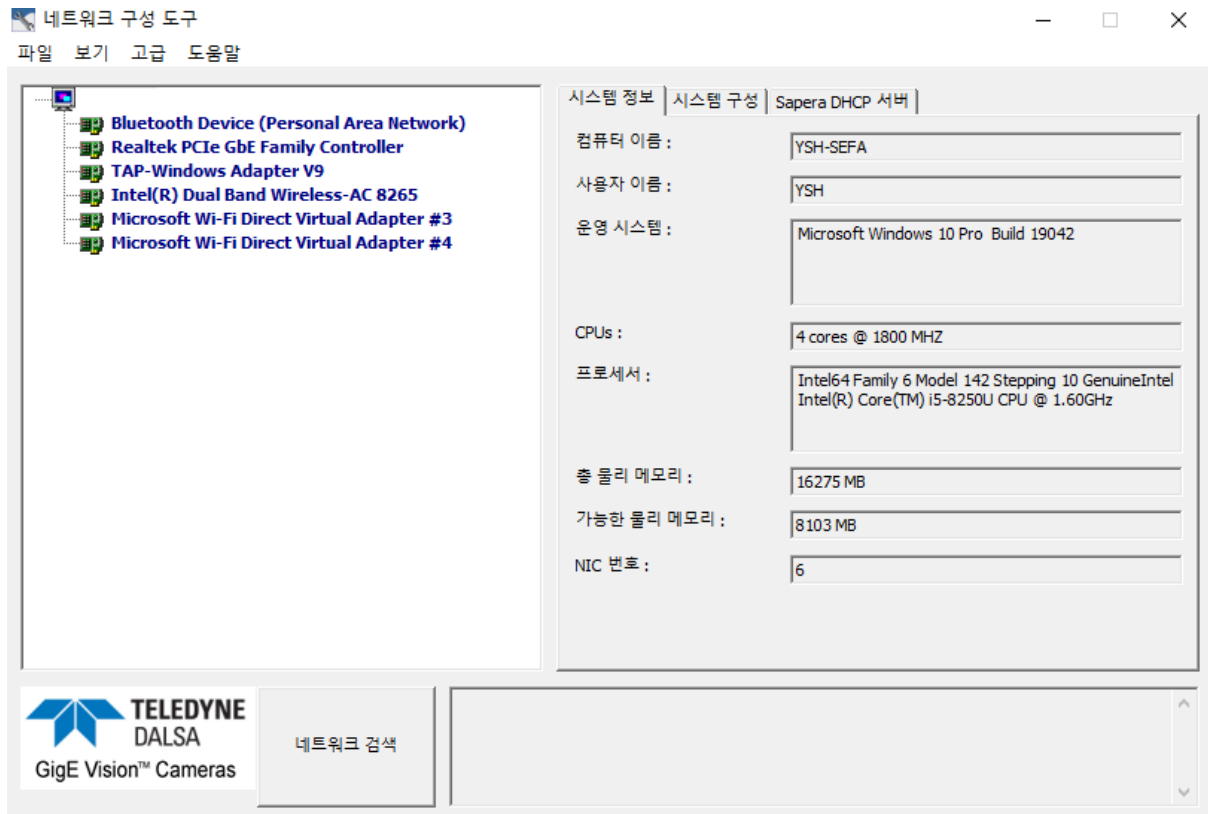 네트워크 구성 도구
파일 보기 고급 도움말
Bluetooth Device (Personal Area Network)
Realtek PCIe GbE Family Controller
TAP-Windows Adapter V9
Intel(R) Dual Band Wireless-AC 8265
Microsoft Wi-Fi Direct Virtual Adapter #3
Microsoft Wi-Fi Direct Virtual Adapter #4
시스템 정보 시스템 구성 Sapera DHCP 서버
컴퓨터 이름 : YSH-SEFA
사용자 이름 : YSH
운영 시스템 : Microsoft Windows 10 Pro Build 19042
CPUs : 4 cores @ 1800 MHZ
프로세서 : Intel64 Family 6 Model 142 Stepping 10 GenuineIntel
Intel(R) Core(TM) i5-8250U CPU @ 1.60GHz
총 물리 메모리 : 16275 MB
가능한 물리 메모리 : 8103 MB
NIC 번호 : 6
TELEDYNE
DALSA
GigE Vision™ Cameras
네트워크 검색